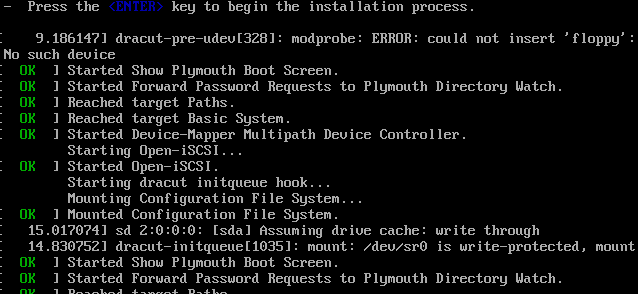 -  Press the <ENTER> key to begin the installation process.
[    9.186147] dracut-pre-udev[328]: modprobe: ERROR: could not insert 'floppy':
No such device
[  OK  ] Started Show Plymouth Boot Screen.
[  OK  ] Started Forward Password Requests to Plymouth Directory Watch.
[  OK  ] Reached target Paths.
[  OK  ] Reached target Basic System.
[  OK  ] Started Device-Mapper Multipath Device Controller.
Starting Open-iSCSI...
[  OK  ] Started Open-iSCSI.
Starting dracut initqueue hook...
Mounting Configuration File System...
[  OK  ] Mounted Configuration File System.
[   15.017074] sd 2:0:0:0: [sda] Assuming drive cache: write through
[   14.830752] dracut-initqueue[1035]: mount: /dev/sr0 is write-protected, mount
[  OK  ] Started Show Plymouth Boot Screen.
[  OK  ] Started Forward Password Requests to Plymouth Directory Watch.
[  OK  ] Reached target Paths.